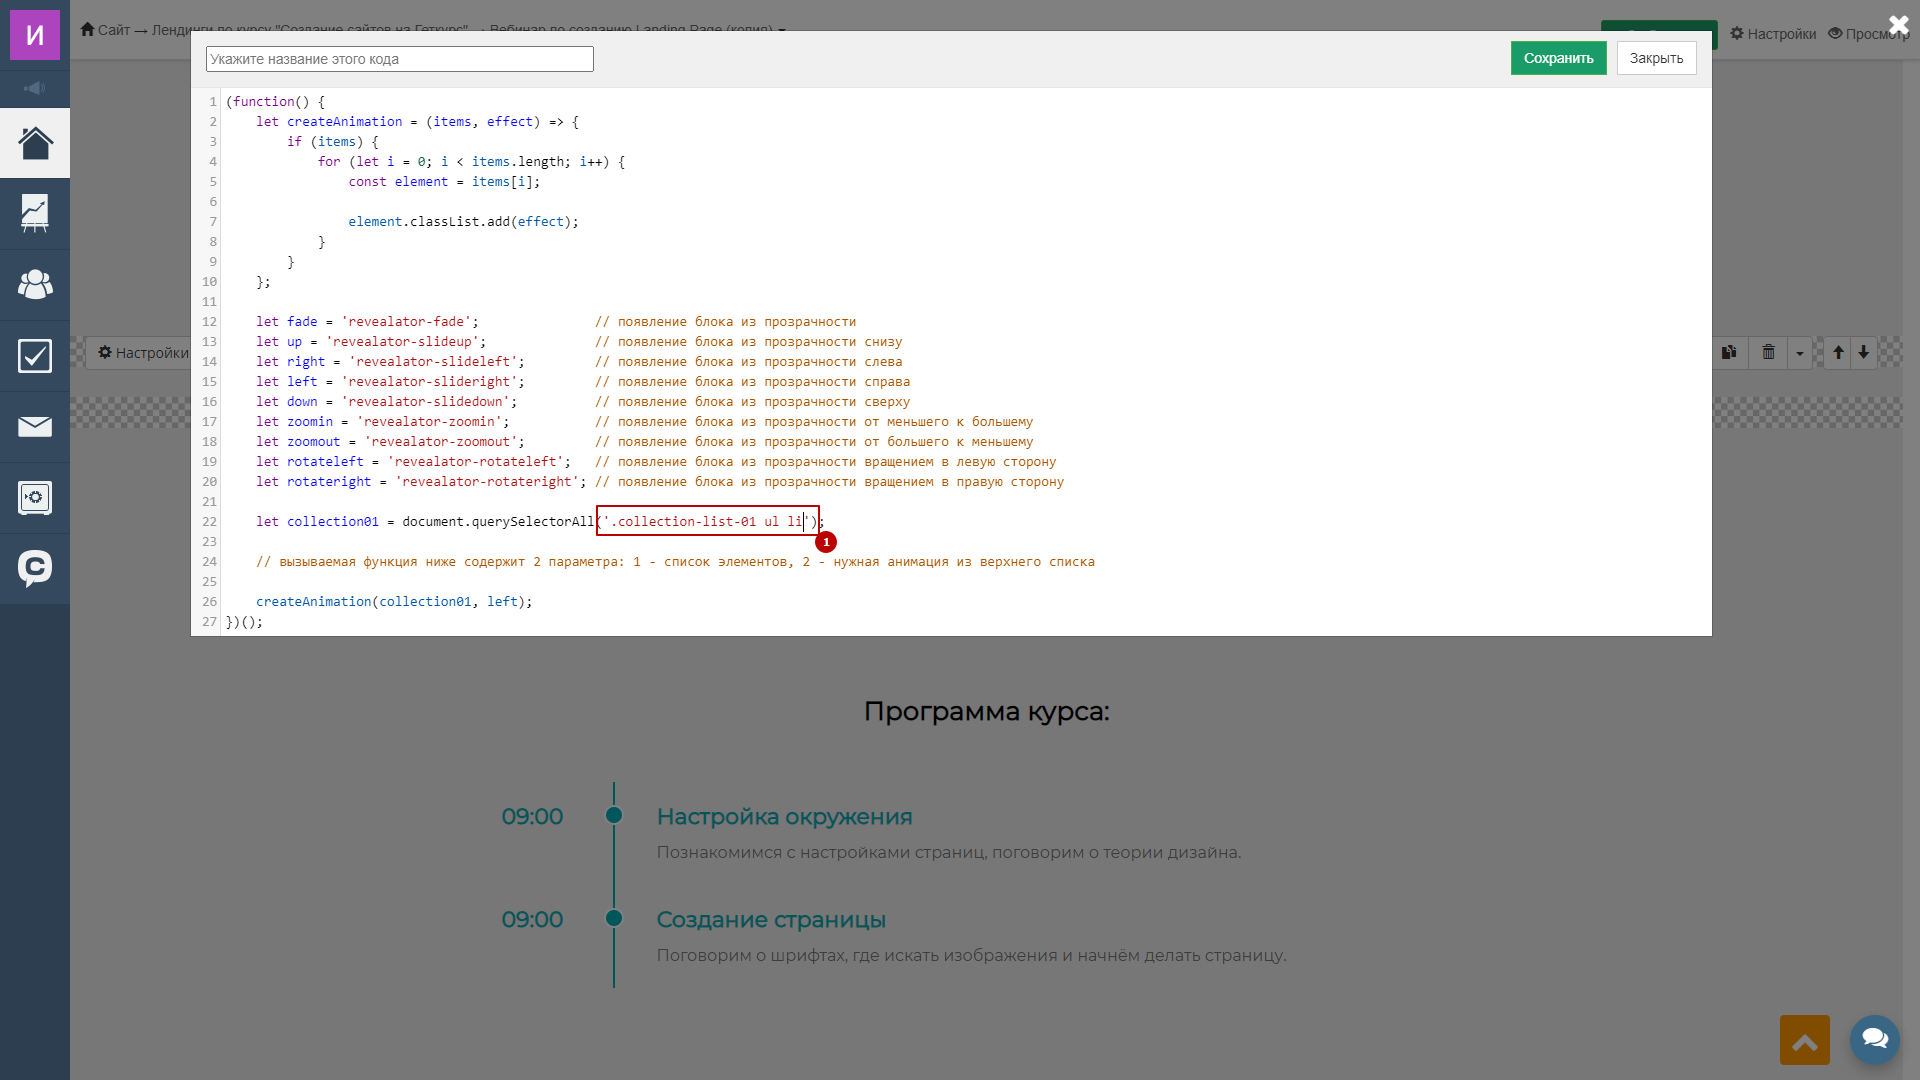 И
Сайт → Лендинги по курсу "Создание сайтов на Геткурс" → Вебинар по созданию Landing Page (копия)
Настройки
Просмотр
Укажите название этого кода
Сохранить
Закрыть
1 (function() {
2 let createAnimation = (items, effect) => {
3 if (items) {
4 for (let i = 0; i < items.length; i++) {
5 const element = items[i];
6
7 element.classList.add(effect);
8 }
9 }
10 };
11
12 let fade = 'revealator-fade'; // появление блока из прозрачности
13 let up = 'revealator-slideup'; // появление блока из прозрачности снизу
14 let right = 'revealator-slideleft'; // появление блока из прозрачности слева
15 let left = 'revealator-slideright'; // появление блока из прозрачности справа
16 let down = 'revealator-slidedown'; // появление блока из прозрачности сверху
17 let zoomin = 'revealator-zoomin'; // появление блока из прозрачности от меньшего к большему
18 let zoomout = 'revealator-zoomout'; // появление блока из прозрачности от большего к меньшему
19 let rotateleft = 'revealator-rotateleft'; // появление блока из прозрачности вращением в левую сторону
20 let rotateright = 'revealator-rotateright'; // появление блока из прозрачности вращением в правую сторону
21
22 let collection01 = document.querySelectorAll('.collection-list-01 ul li');
1
23
24 // вызываемая функция ниже содержит 2 параметра: 1 - список элементов, 2 - нужная анимация из верхнего списка
25
26 createAnimation(collection01, left);
27 })();
Настройки
Программа курса:
09:00
Настройка окружения
Познакомимся с настройками страниц, поговорим о теории дизайна.
09:00
Создание страницы
Поговорим о шрифтах, где искать изображения и начнём делать страницу.